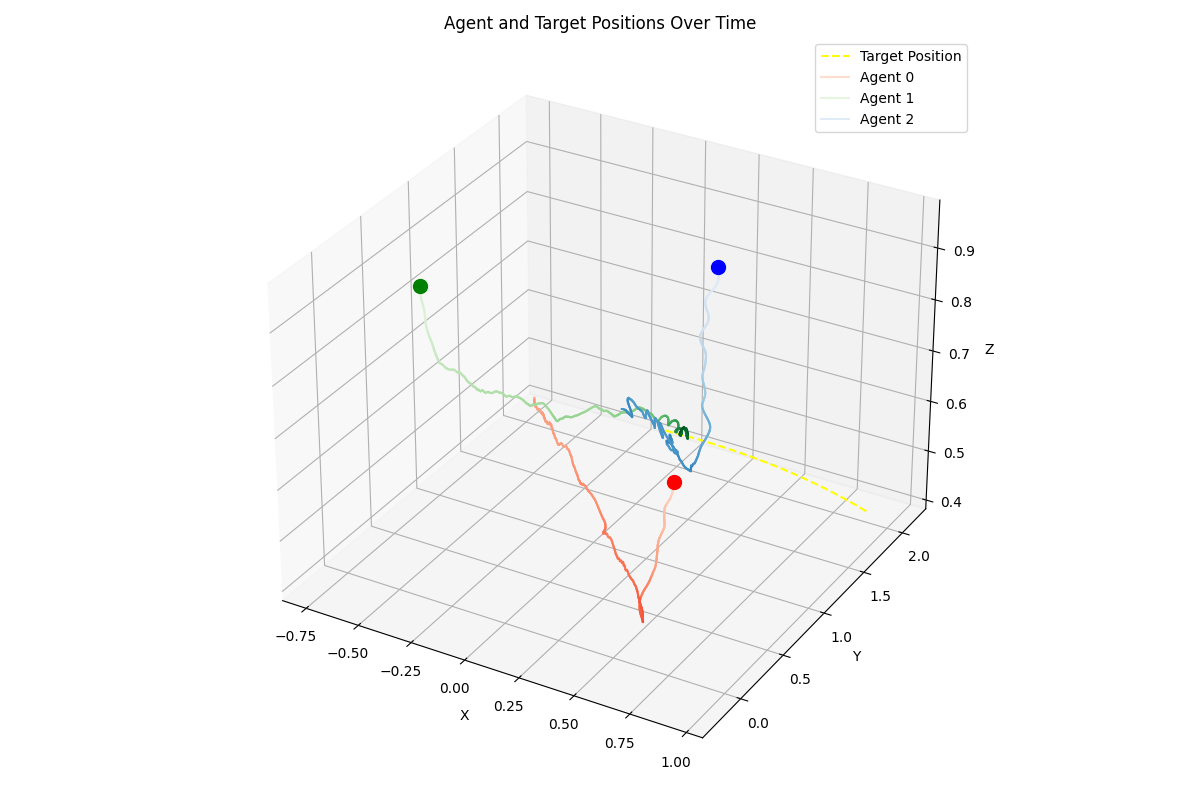 Agent and Target Positions Over Time
Target Position
Agent 0
Agent 1
Agent 2
0.9
0.8
0.7
0.6
0.5
0.4
Z
2.0
1.5
1.0
0.5
0.0
Y
−0.75
−0.50
−0.25
0.00
0.25
0.50
0.75
1.00
X